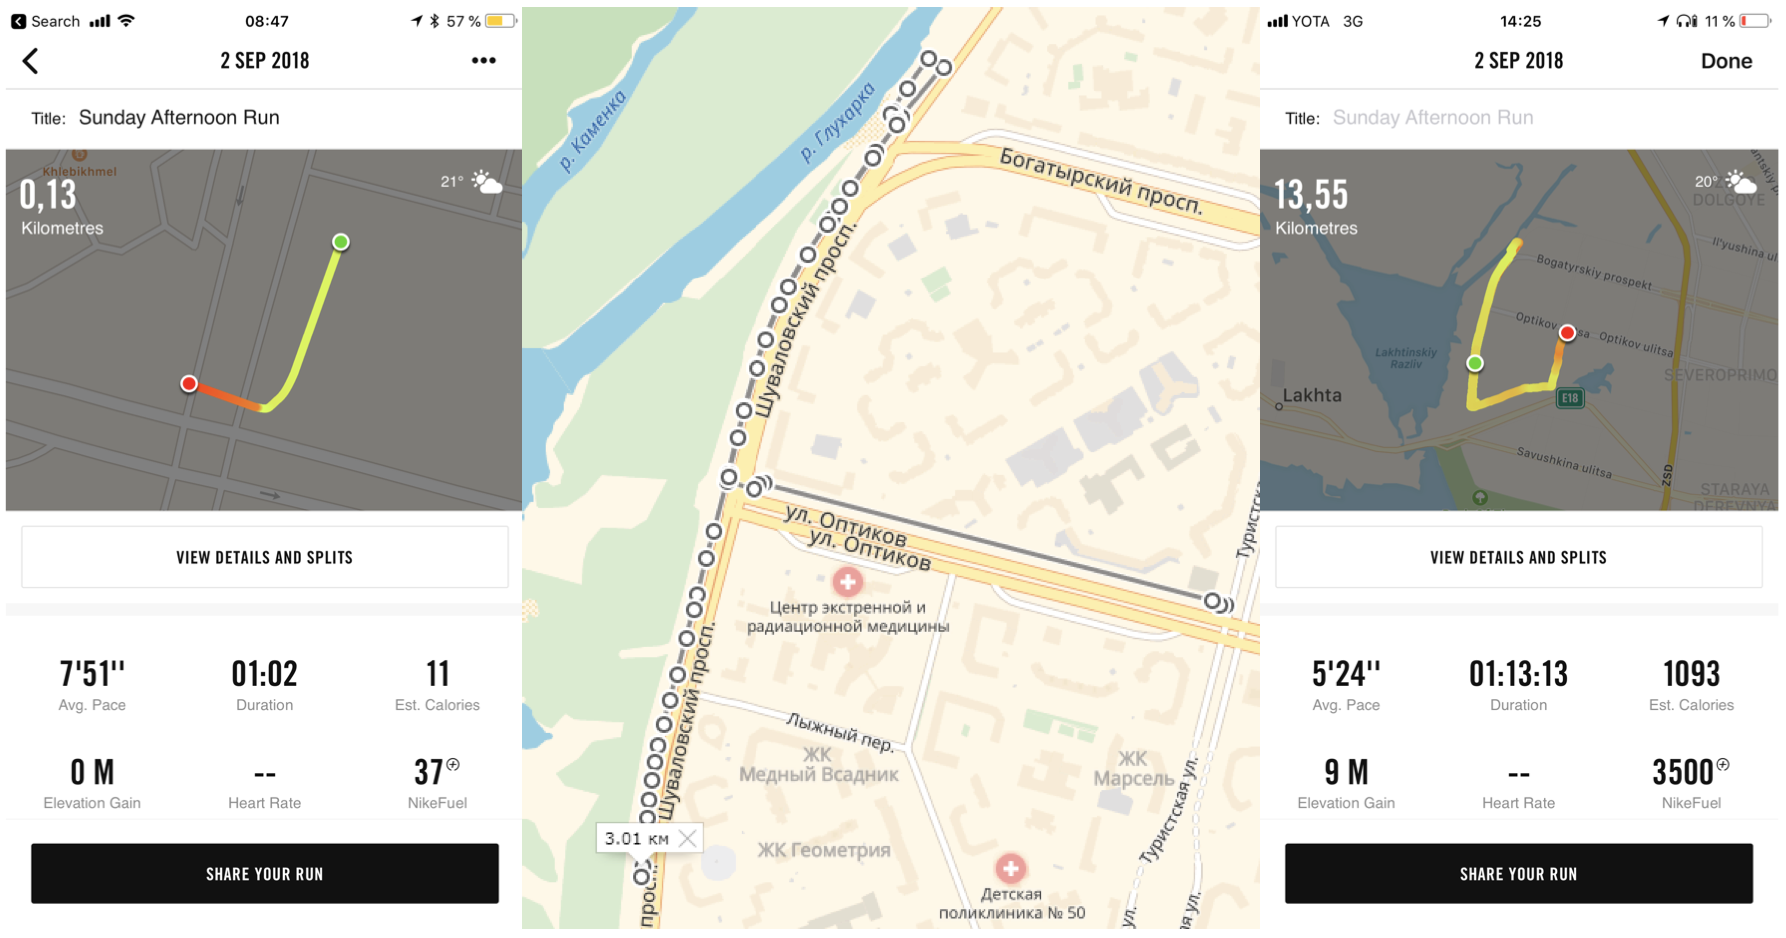 Search
08:47
57 %
2 SEP 2018
•••
Title: Sunday Afternoon Run
Khlebikhmel
0,13
Kilometres
21°
VIEW DETAILS AND SPLITS
7'51''
Avg. Pace
01:02
Duration
11
Est. Calories
0 M
Elevation Gain
--
Heart Rate
37
NikeFuel
SHARE YOUR RUN
р. Каменка
р. Глухарка
Богатырский просп.
Шуваловский просп.
ул. Оптиков
ул. Оптиков
Туристска
Центр экстренной и
радиационной медицины
Шуваловский просп.
Лыжный пер.
ЖК
Медный Всадник
ЖК
Марсель
Туристская ул.
3.01 км
ЖК Геометрия
Детская
поликлиника № 50
просп.
ул.
ая ул.
YOTA 3G
14:25
11 %
2 SEP 2018
Done
Title: Sunday Afternoon Run
13,55
Kilometres
20°
DOLGOYE
Il'yushina ul
Bogatyrskiy prospekt
Optikov
sa
Optikov ulitsa
Lakhtinskiy
Razliv
SEVEROPRIMO
Lakhta
E18
Savushkina ulitsa
ZSD
STARAYA
DEREVNYA
VIEW DETAILS AND SPLITS
5'24''
Avg. Pace
01:13:13
Duration
1093
Est. Calories
9 M
Elevation Gain
--
Heart Rate
3500
NikeFuel
SHARE YOUR RUN